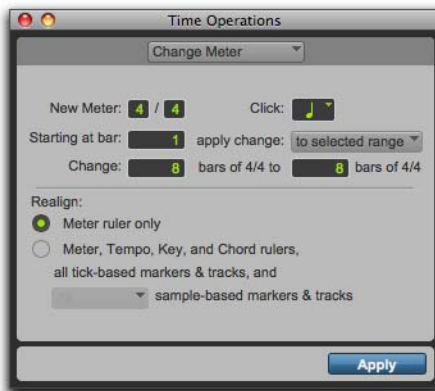 Time Operations
Change Meter
New Meter: 4 / 4 Click:
Starting at bar: 1 apply change: to selected range
Change: 8 bars of 4/4 to 8 bars of 4/4
Realign:
Meter ruler only
Meter, Tempo, Key, and Chord rulers,
all tick-based markers & tracks, and
sample-based markers & tracks
Apply